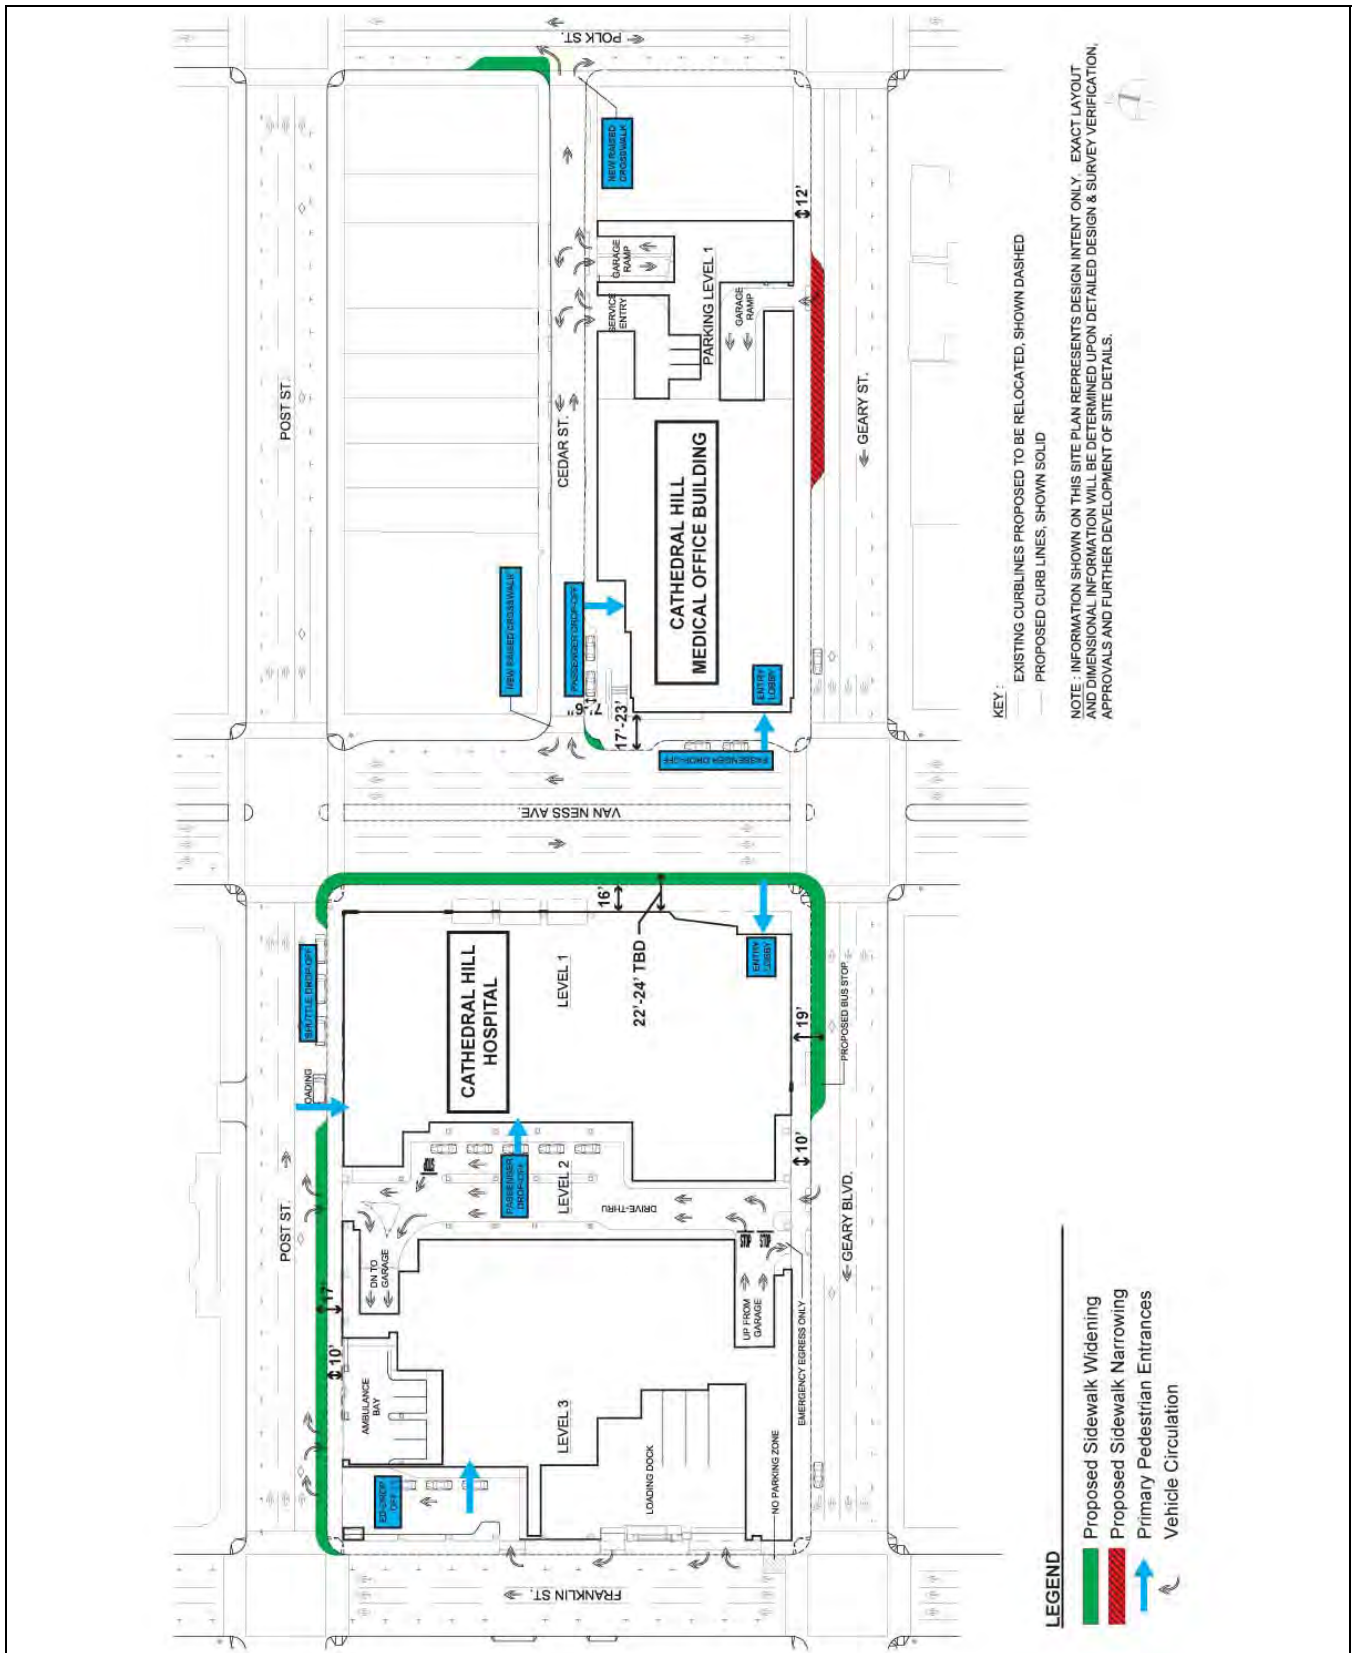 POLK ST.
POST ST.
NEW RAISED
CROSSWALK
12'
GARAGE
RAMP
SERVICE
ENTRY
PARKING LEVEL 1
GARAGE
RAMP
CEDAR ST.
GEARY ST.
CATHEDRAL HILL
MEDICAL OFFICE BUILDING
NEW RAISED CROSSWALK
PASSENGER DROP-OFF
ENTRY
LOBBY
7'-6"
17'-23'
PASSENGER DROP-OFF
VAN NESS AVE.
16'
22'-24' TBD
SHUTTLE DROP-OFF
CATHEDRAL HILL
HOSPITAL
LEVEL 1
ENTRY
LOBBY
19'
PROPOSED BUS STOP
LOADING
10'
POST ST.
PASSENGER
DROP-OFF
LEVEL 2
DRIVE-THRU
GEARY BLVD.
DN TO
GARAGE
17'
10'
UP FROM
GARAGE
EMERGENCY EGRESS ONLY
AMBULANCE
BAY
LEVEL 3
LOADING DOCK
NO PARKING ZONE
ED-DROP
OFF
FRANKLIN ST.
KEY :
EXISTING CURBLINES PROPOSED TO BE RELOCATED, SHOWN DASHED
PROPOSED CURB LINES, SHOWN SOLID
NOTE : INFORMATION SHOWN ON THIS SITE PLAN REPRESENTS DESIGN INTENT ONLY. EXACT LAYOUT
AND DIMENSIONAL INFORMATION WILL BE DETERMINED UPON DETAILED DESIGN & SURVEY VERIFICATION,
APPROVALS AND FURTHER DEVELOPMENT OF SITE DETAILS.
LEGEND
Proposed Sidewalk Widening
Proposed Sidewalk Narrowing
Primary Pedestrian Entrances
Vehicle Circulation